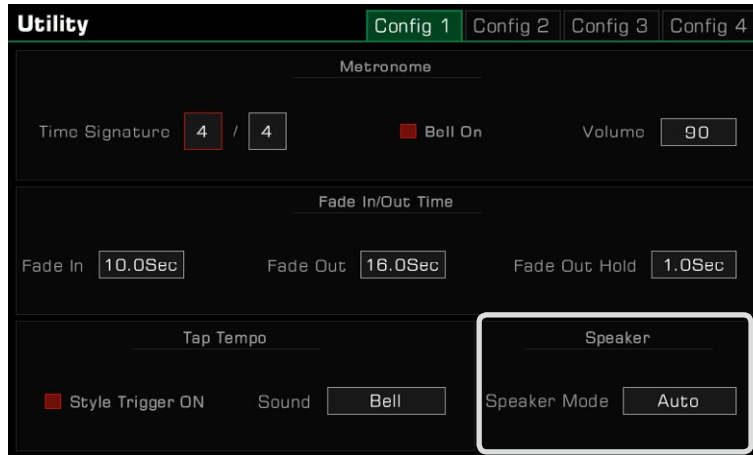 Utility Config 1 Config 2 Config 3 Config 4
Metronome
Time Signature 4 / 4 Bell On Volume 90
Fade In/Out Time
Fade In 10.0Sec Fade Out 16.0Sec Fade Out Hold 1.0Sec
Tap Tempo Speaker
Style Trigger ON Sound Bell Speaker Mode Auto